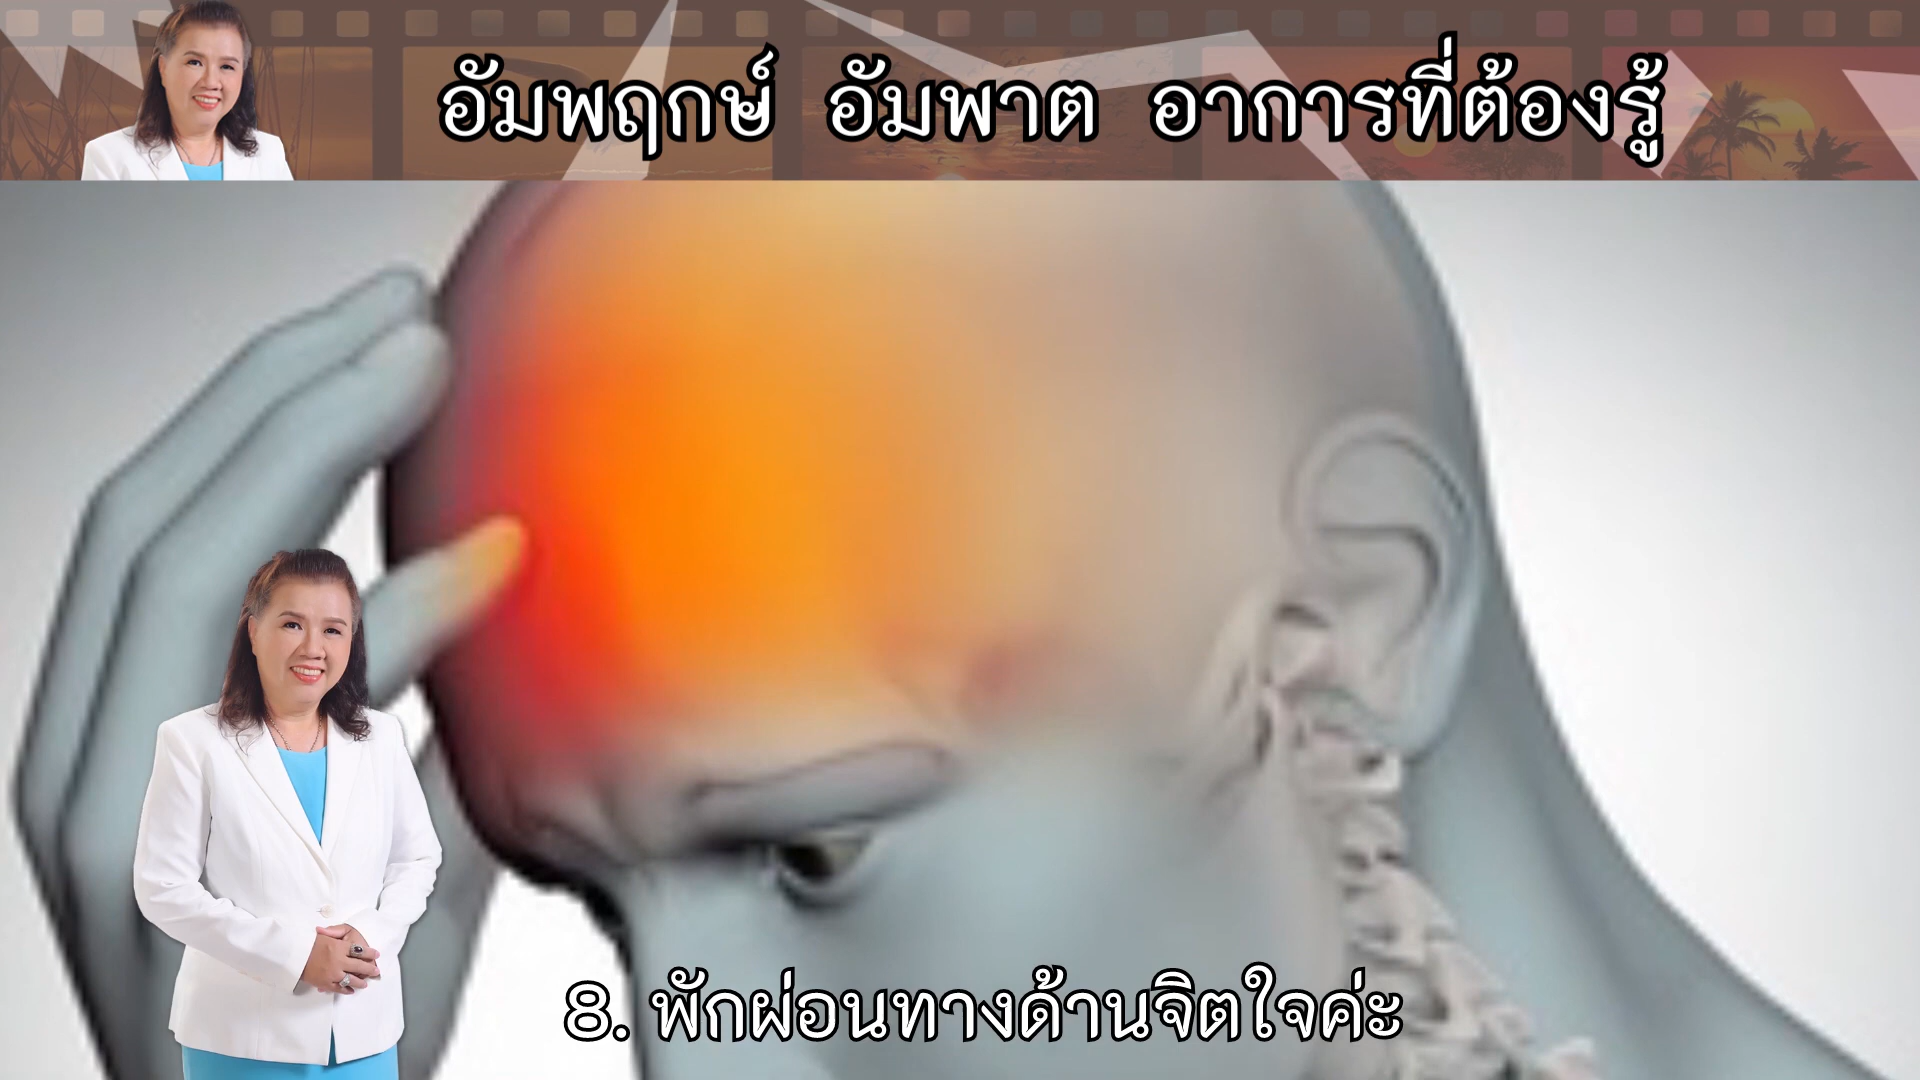 อัมพฤกษ์ อัมพาต อาการที่ต้องรู้
8. พักผ่อนทางด้านจิตใจค่ะ